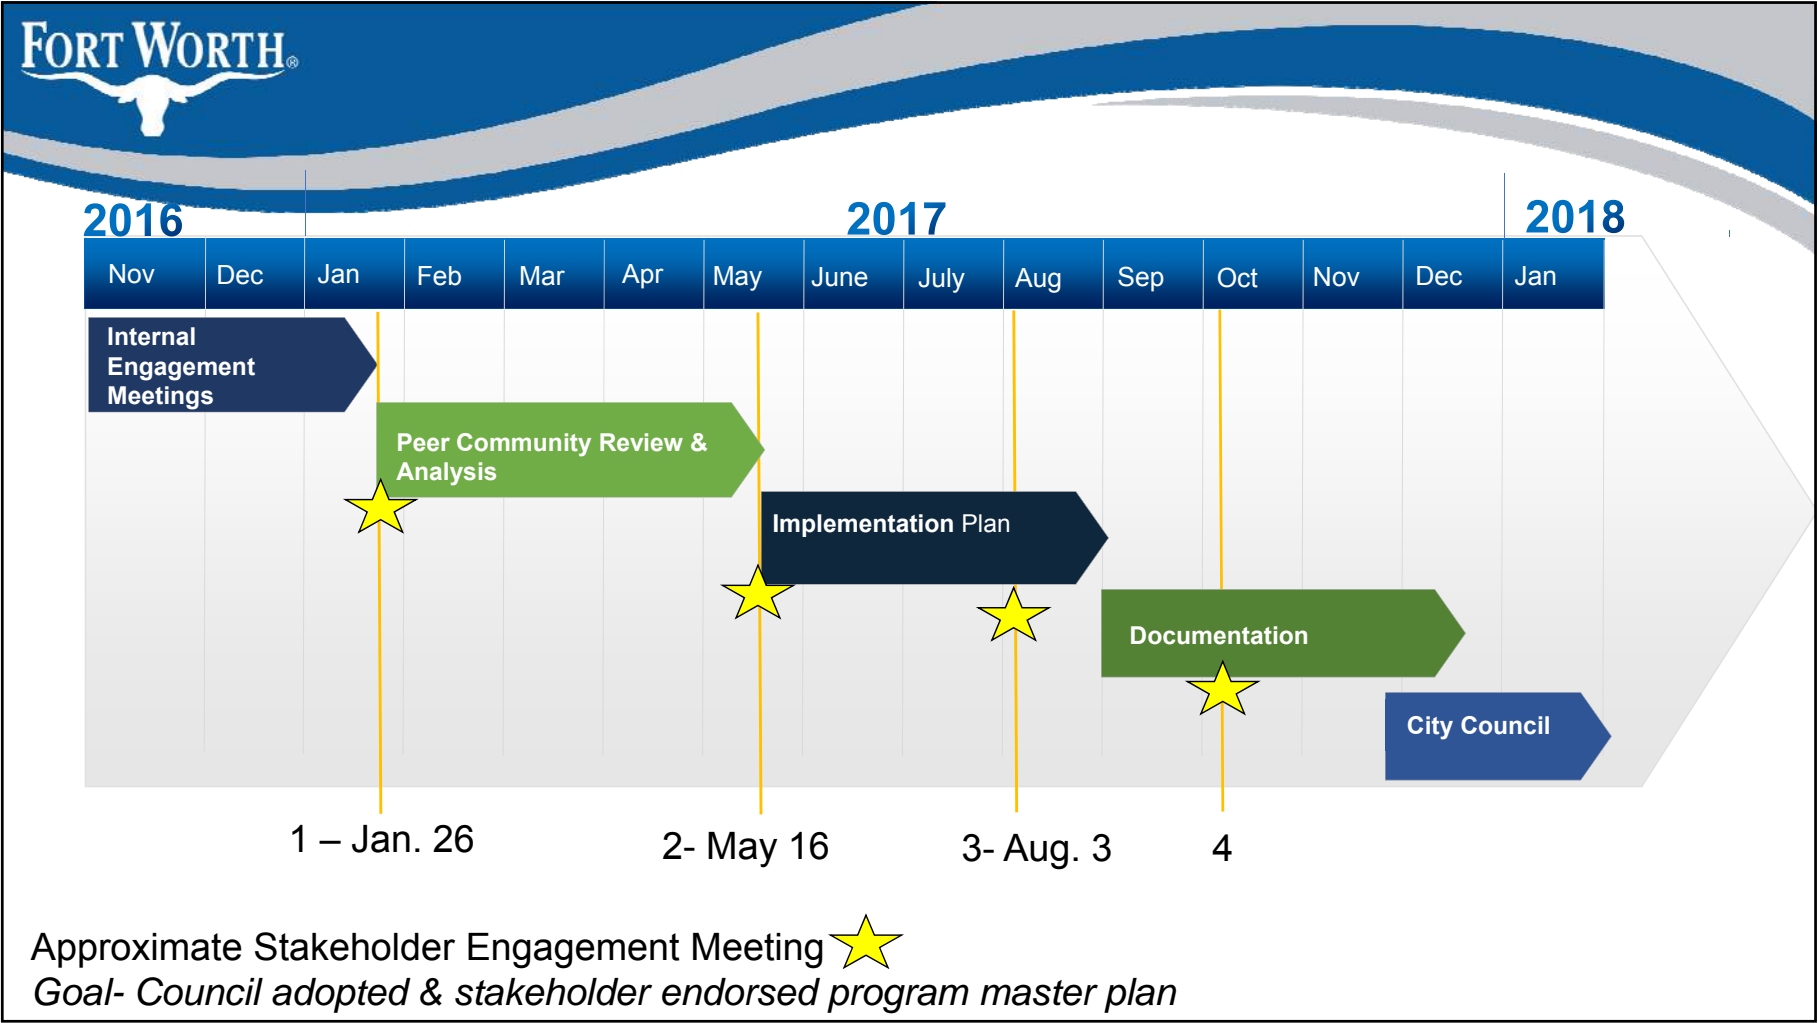 FORT WORTH®
2016 2017 2018
Nov Dec Jan Feb Mar Apr May June July Aug Sep Oct Nov Dec Jan
Internal
Engagement
Meetings
Peer Community Review &
Analysis
Implementation Plan
Documentation
City Council
1 – Jan. 26 2- May 16 3- Aug. 3 4
Approximate Stakeholder Engagement Meeting
Goal- Council adopted & stakeholder endorsed program master plan